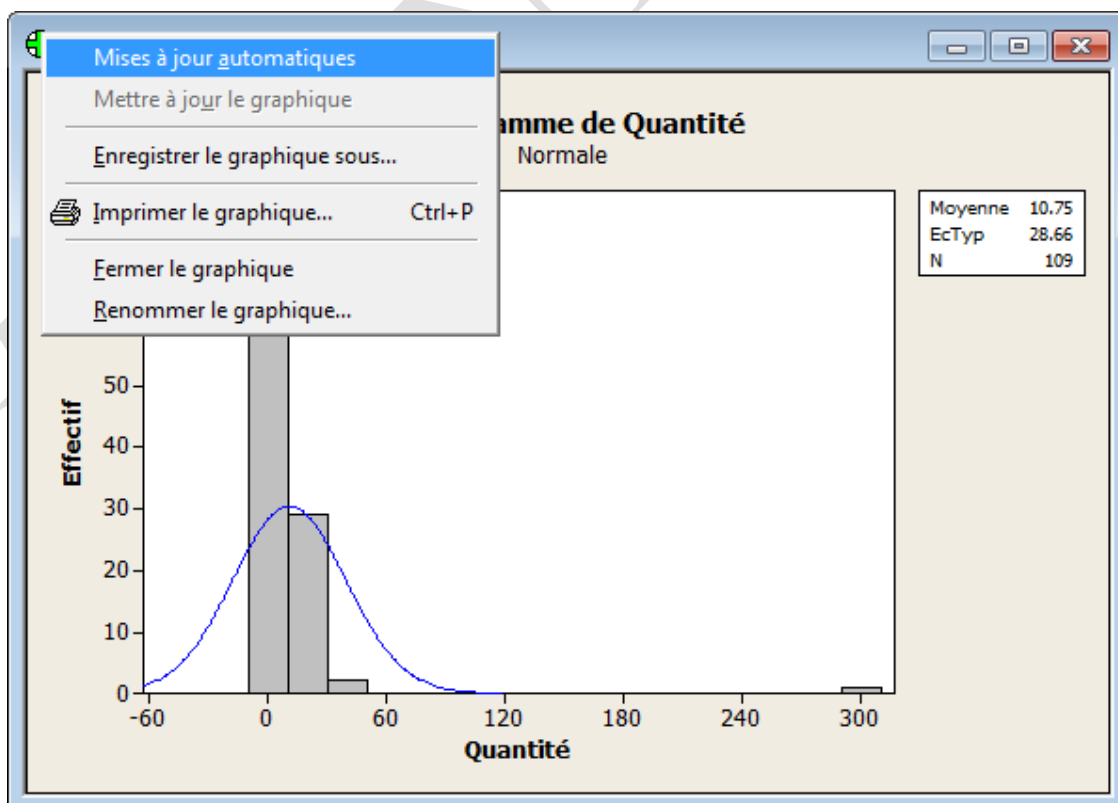 Mises à jour automatiques
Mettre à jour le graphique
Enregistrer le graphique sous...
Imprimer le graphique... Ctrl+P
Fermer le graphique
Renommer le graphique...
de Quantité
Normale
Moyenne 10.75
EcTyp 28.66
N 109
Effectif
50
40
30
20
10
0
-60 0 60 120 180 240 300
Quantité